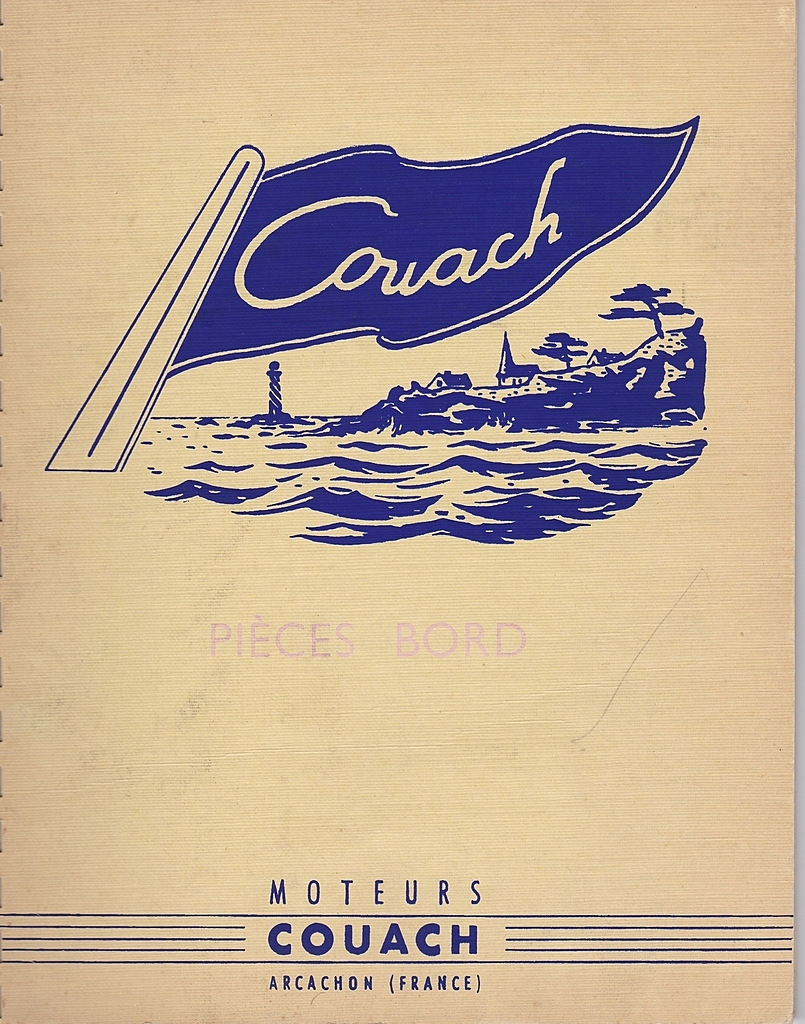 Couach
PIÈCES BORD
MOTEURS
COUACH
ARCACHON (FRANCE)